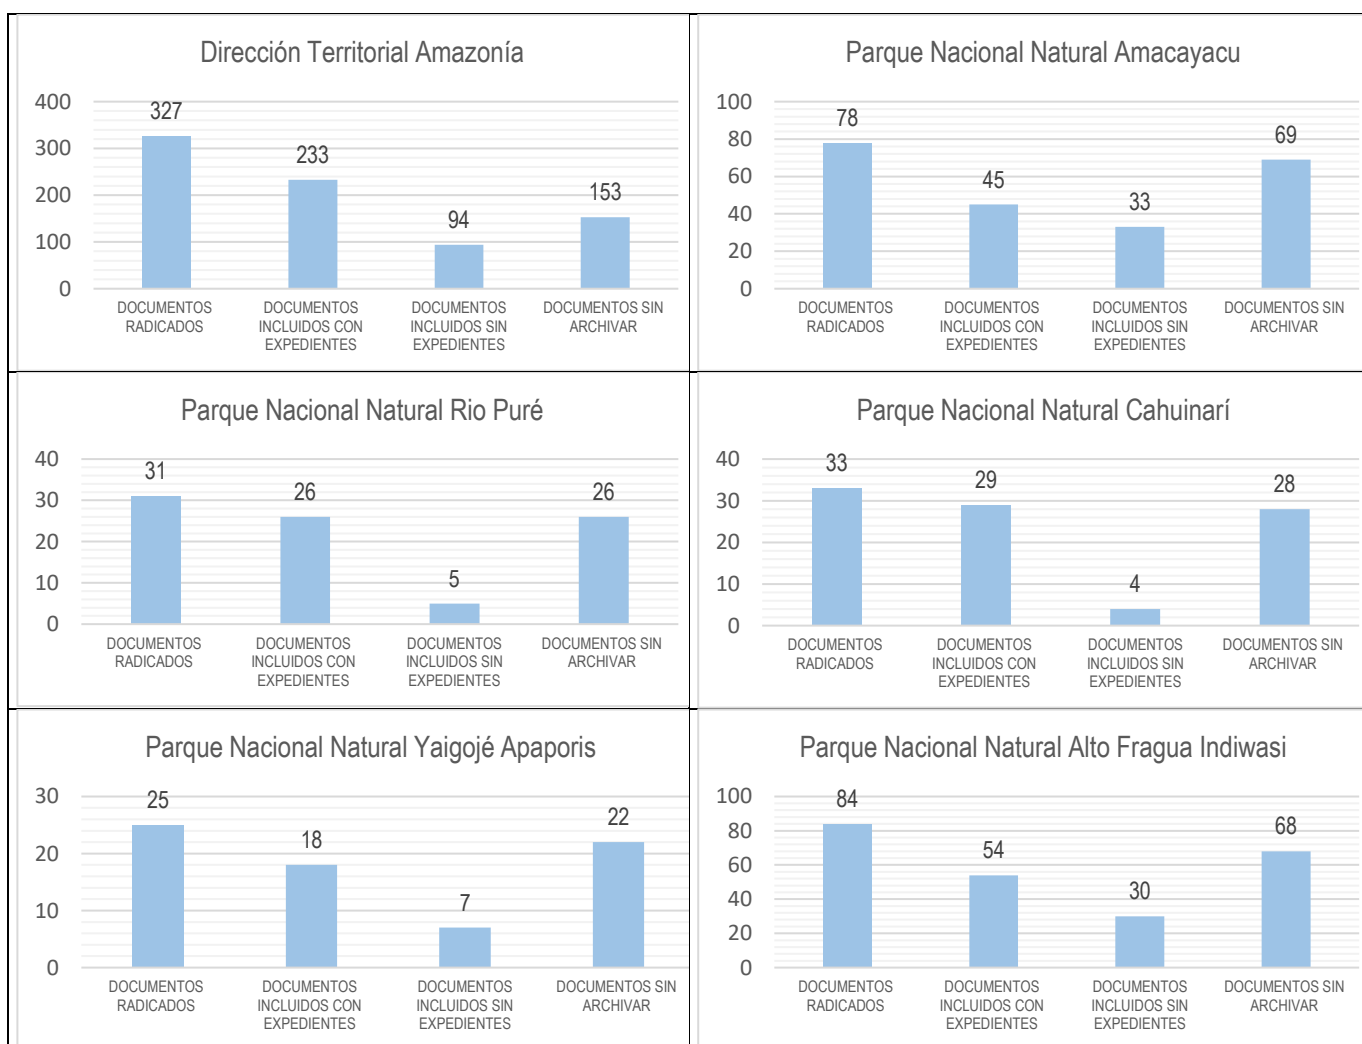 Dirección Territorial Amazonía
400
300
200
100
0
327
233
94
153
DOCUMENTOS
RADICADOS
DOCUMENTOS
INCLUIDOS CON
EXPEDIENTES
DOCUMENTOS
INCLUIDOS SIN
EXPEDIENTES
DOCUMENTOS SIN
ARCHIVAR
Parque Nacional Natural Amacayacu
100
80
60
40
20
0
78
45
33
69
DOCUMENTOS
RADICADOS
DOCUMENTOS
INCLUIDOS CON
EXPEDIENTES
DOCUMENTOS
INCLUIDOS SIN
EXPEDIENTES
DOCUMENTOS SIN
ARCHIVAR
Parque Nacional Natural Rio Puré
40
30
20
10
0
31
26
5
26
DOCUMENTOS
RADICADOS
DOCUMENTOS
INCLUIDOS CON
EXPEDIENTES
DOCUMENTOS
INCLUIDOS SIN
EXPEDIENTES
DOCUMENTOS SIN
ARCHIVAR
Parque Nacional Natural Cahuinarí
40
30
20
10
0
33
29
4
28
DOCUMENTOS
RADICADOS
DOCUMENTOS
INCLUIDOS CON
EXPEDIENTES
DOCUMENTOS
INCLUIDOS SIN
EXPEDIENTES
DOCUMENTOS SIN
ARCHIVAR
Parque Nacional Natural Yaigojé Apaporis
30
20
10
0
25
18
7
22
DOCUMENTOS
RADICADOS
DOCUMENTOS
INCLUIDOS CON
EXPEDIENTES
DOCUMENTOS
INCLUIDOS SIN
EXPEDIENTES
DOCUMENTOS SIN
ARCHIVAR
Parque Nacional Natural Alto Fragua Indiwasi
100
80
60
40
20
0
84
54
30
68
DOCUMENTOS
RADICADOS
DOCUMENTOS
INCLUIDOS CON
EXPEDIENTES
DOCUMENTOS
INCLUIDOS SIN
EXPEDIENTES
DOCUMENTOS SIN
ARCHIVAR